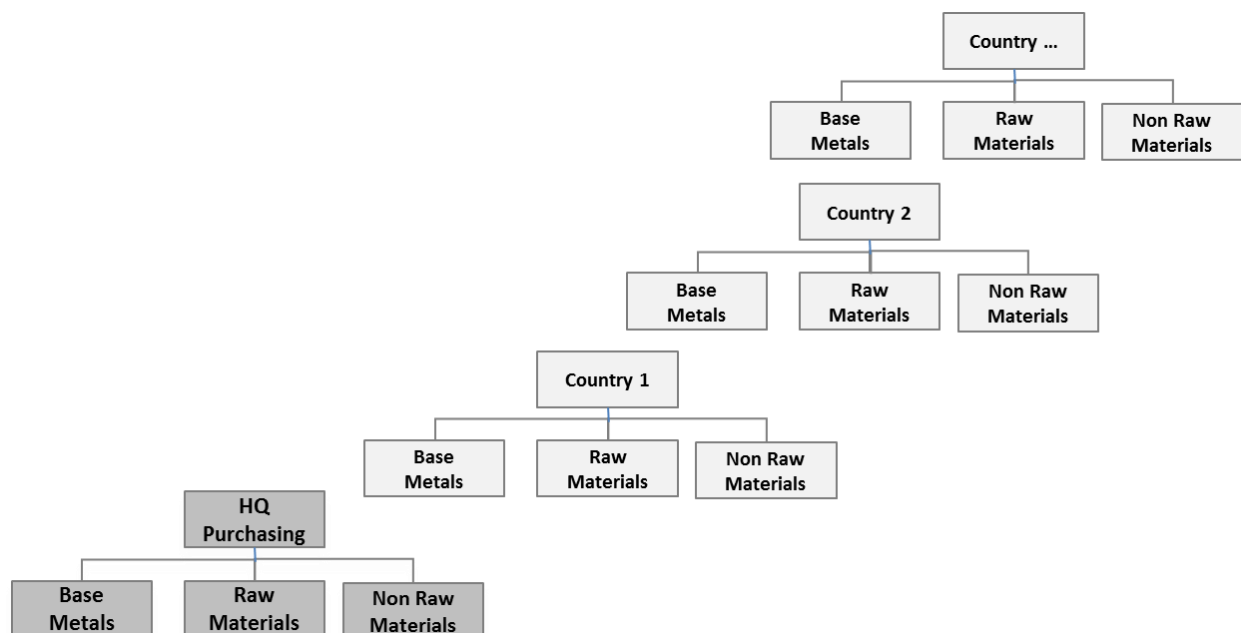 Country ...
Base
Metals
Raw
Materials
Non Raw
Materials
Country 2
Base
Metals
Raw
Materials
Non Raw
Materials
Country 1
Base
Metals
Raw
Materials
Non Raw
Materials
HQ
Purchasing
Base
Metals
Raw
Materials
Non Raw
Materials